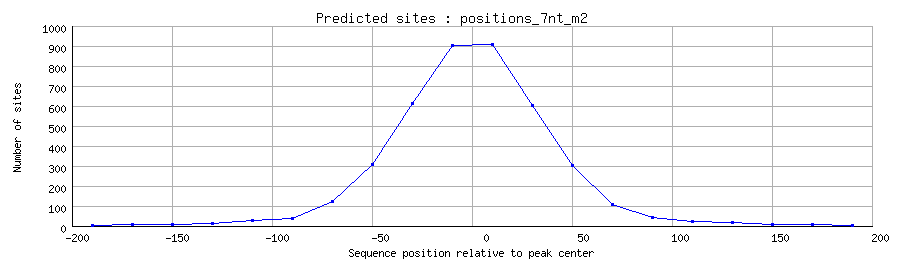 Predicted sites : positions_7nt_m2
1000
900
800
700
600
500
400
300
200
100
0
Number of sites
-200 -150 -100 -50 0 50 100 150 200
Sequence position relative to peak center